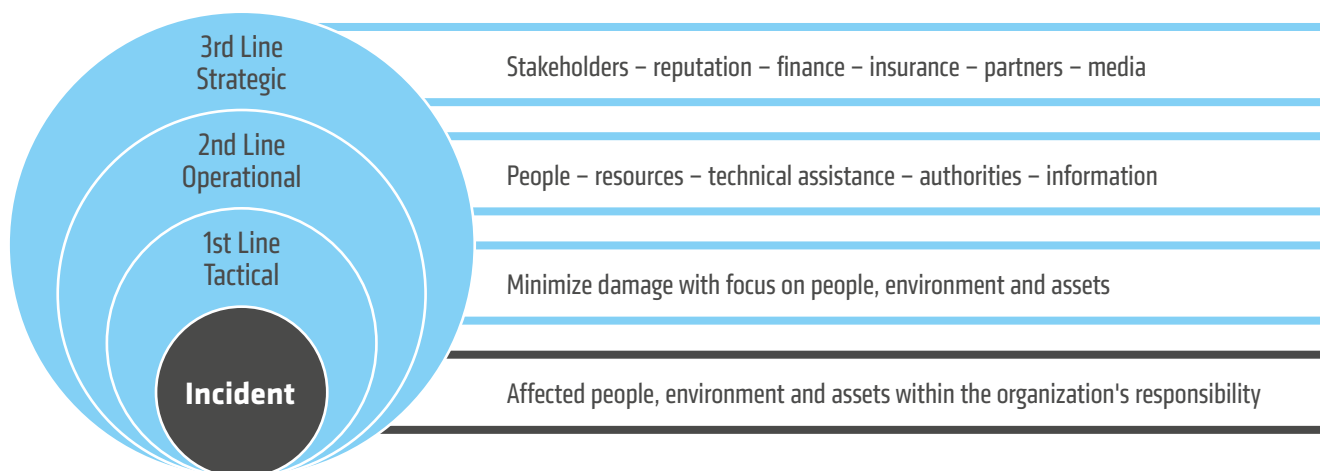 3rd Line
Strategic
Stakeholders – reputation – finance – insurance – partners – media
2nd Line
Operational
People – resources – technical assistance – authorities – information
1st Line
Tactical
Minimize damage with focus on people, environment and assets
Incident
Affected people, environment and assets within the organization's responsibility